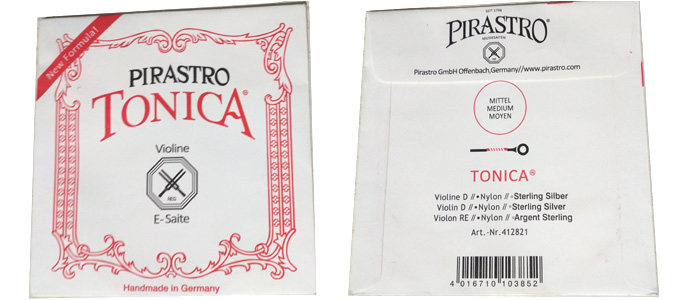 New Formula!
PIRASTRO
TONICA®
Violine
REG
E-Saite
Handmade in Germany
PIRASTRO®
Pirastro GmbH Offenbach,Germany//www.pirastro.com
MITTEL
MEDIUM
MOYEN
TONICA®
Violine D // •Nylon // ◦Sterling Silber
Violin D // •Nylon // ◦Sterling Silver
Violon RE // •Nylon // ◦Argent Sterling
Art.-Nr.412821
4 016710 103852